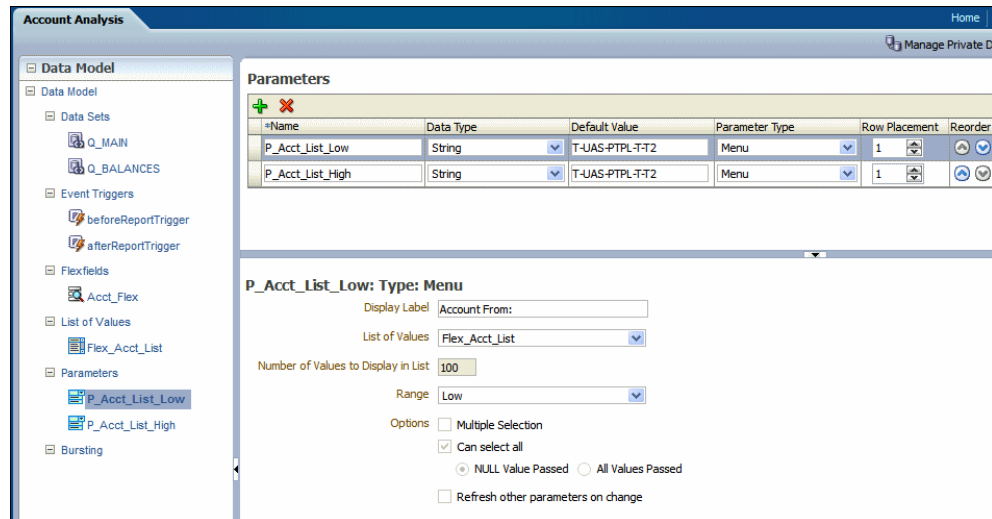 Account Analysis
Home
Manage Private D
Data Model
Data Model
Data Sets
Q_MAIN
Q_BALANCES
Event Triggers
beforeReportTrigger
afterReportTrigger
Flexfields
Acct_Flex
List of Values
Flex_Acct_List
Parameters
P_Acct_List_Low
P_Acct_List_High
Bursting
Parameters
*Name Data Type Default Value Parameter Type Row Placement Reorder
P_Acct_List_Low String T-UAS-PTPL-T-T2 Menu 1
P_Acct_List_High String T-UAS-PTPL-T-T2 Menu 1
P_Acct_List_Low: Type: Menu
Display Label Account From:
List of Values Flex_Acct_List
Number of Values to Display in List 100
Range Low
Options Multiple Selection
Can select all
NULL Value Passed All Values Passed
Refresh other parameters on change